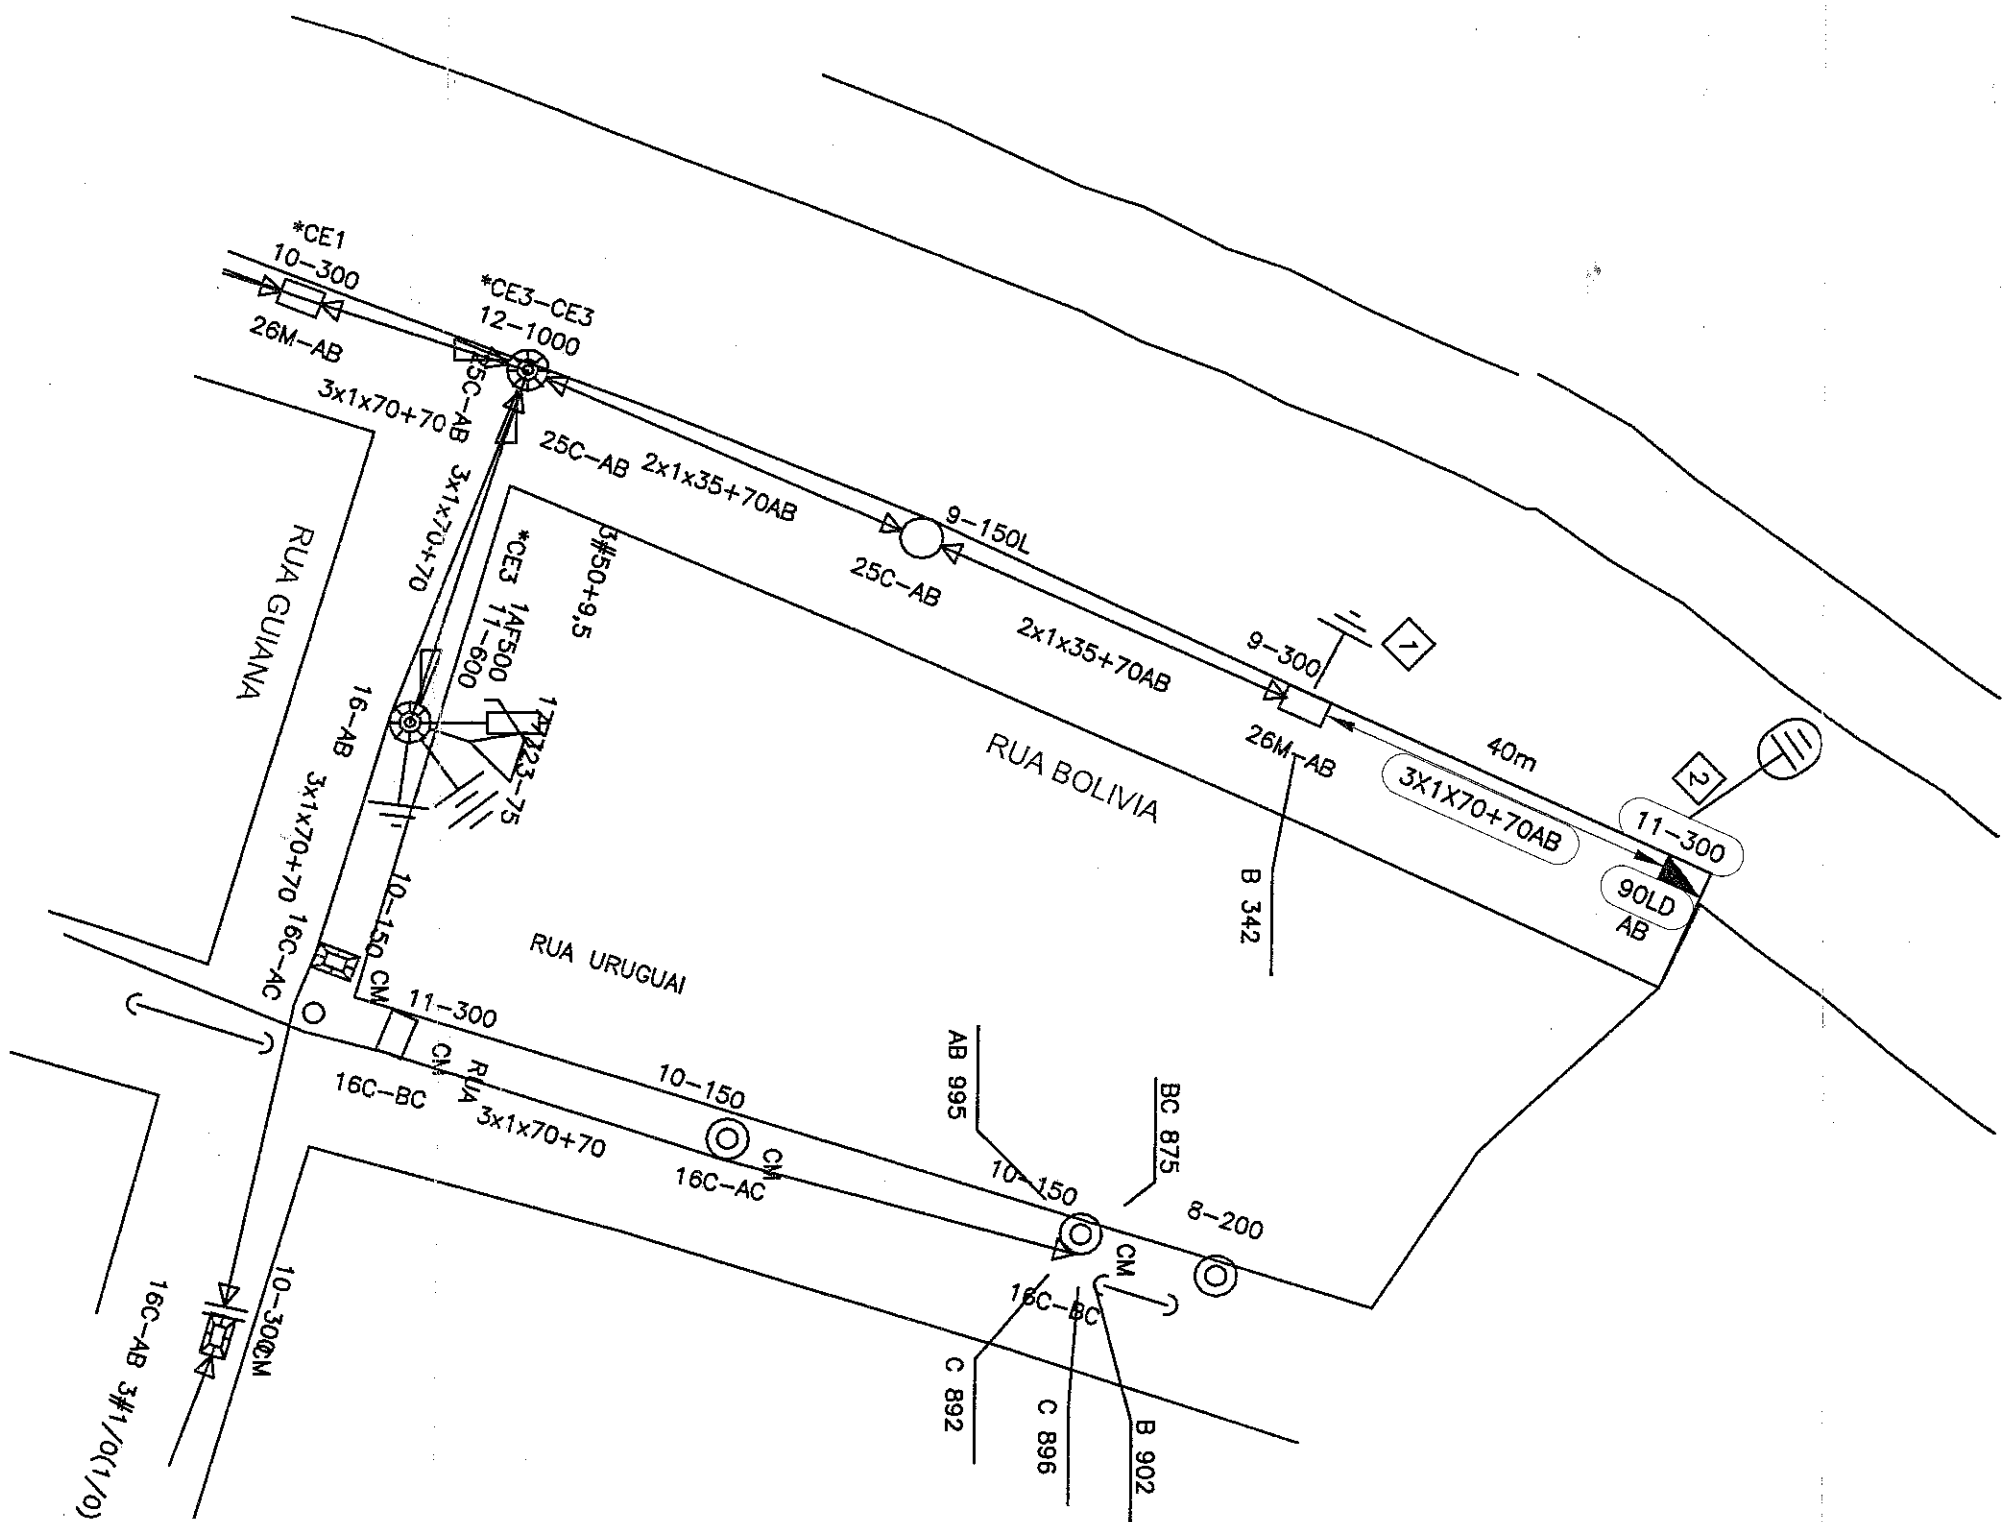 *CE1
10-300
26M-AB
*CE3-CE3
12-1000
3x1x70+70
25C-AB
25C-AB
2x1x35+70AB
3x1x70+70
RUA GUIANA
*CE3 1AF500
11-600
3#50+9,5
9-150L
25C-AB
2x1x35+70AB
9-300
1
26M-AB
40m
3X1X70+70AB
2
11-300
90LD
AB
RUA BOLIVIA
B 342
16-AB
3x1x70+70
16C-AC
10-150
CM
RUA URUGUAI
11-300
CM
RUA
16C-BC
3x1x70+70
10-150
CM
16C-AC
AB 995
BC 875
10-150
CM
16C-BC
8-200
C 892
C 896
B 902
10-300
CM
16C-AB
3#1/0(1/0)